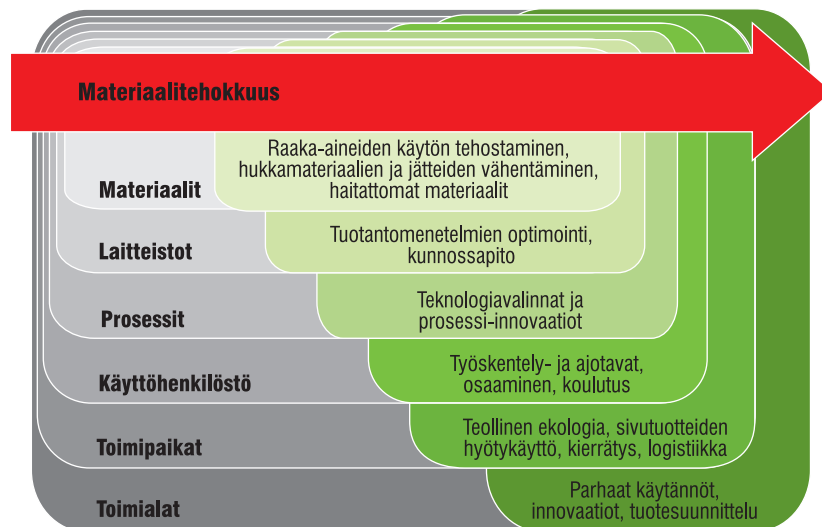 Materiaalitehokkuus
Raaka-aineiden käytön tehostaminen,
hukkamateriaalien ja jätteiden vähentäminen,
haitattomat materiaalit
Materiaalit
Tuotantomenetelmien optimointi,
kunnossapito
Laitteistot
Teknologiavalinnat ja
prosessi-innovaatiot
Prosessit
Työskentely- ja ajotavat,
osaaminen, koulutus
Käyttöhenkilöstö
Teollinen ekologia, sivutuotteiden
hyötykäyttö, kierrätys, logistiikka
Toimipaikat
Parhaat käytännöt,
innovaatiot, tuotesuunnittelu
Toimialat